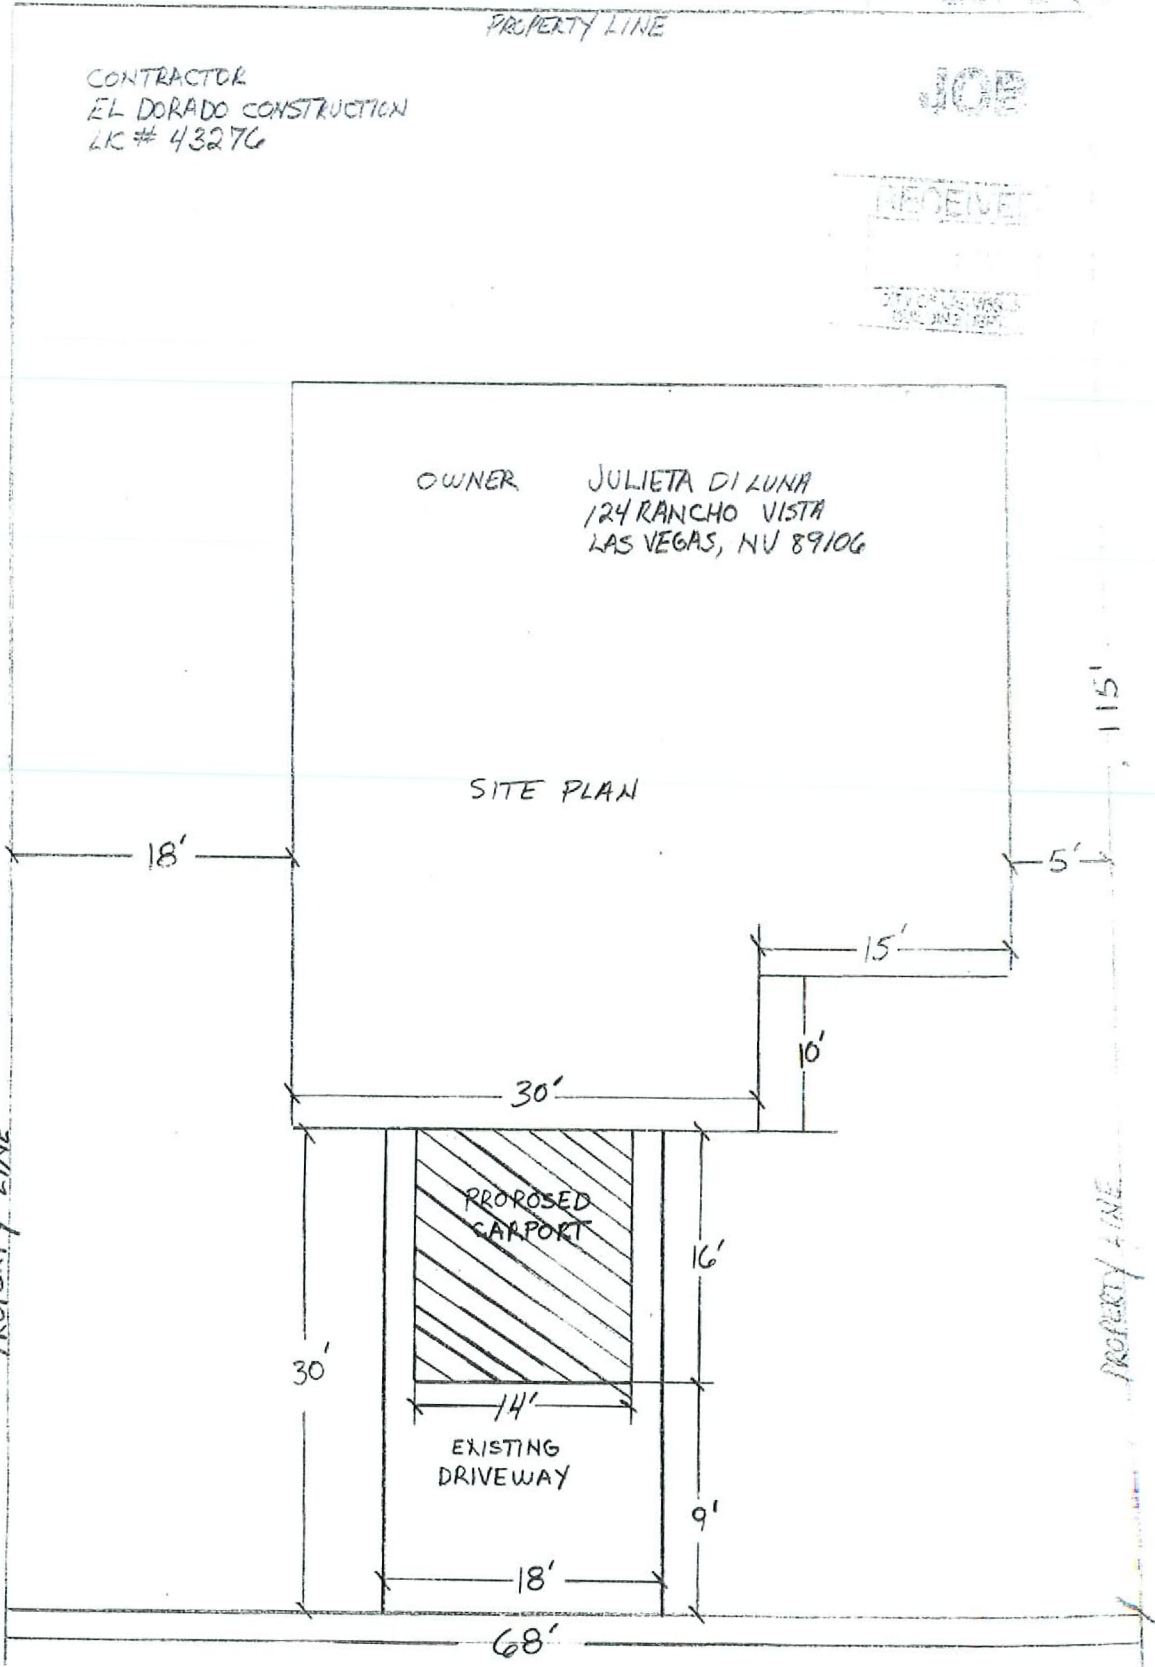 PROPERTY LINE
CONTRACTOR
EL DORADO CONSTRUCTION
LIC # 43276
JOB
RECEIVED
OWNER JULIETA DI LUNA
124 RANCHO VISTA
LAS VEGAS, NV 89106
115'
SITE PLAN
18'
5'
15'
10'
30'
PROPERTY LINE
PROPOSED
CARPORT
16'
PROPERTY LINE
30'
14'
EXISTING
DRIVEWAY
9'
18'
68'